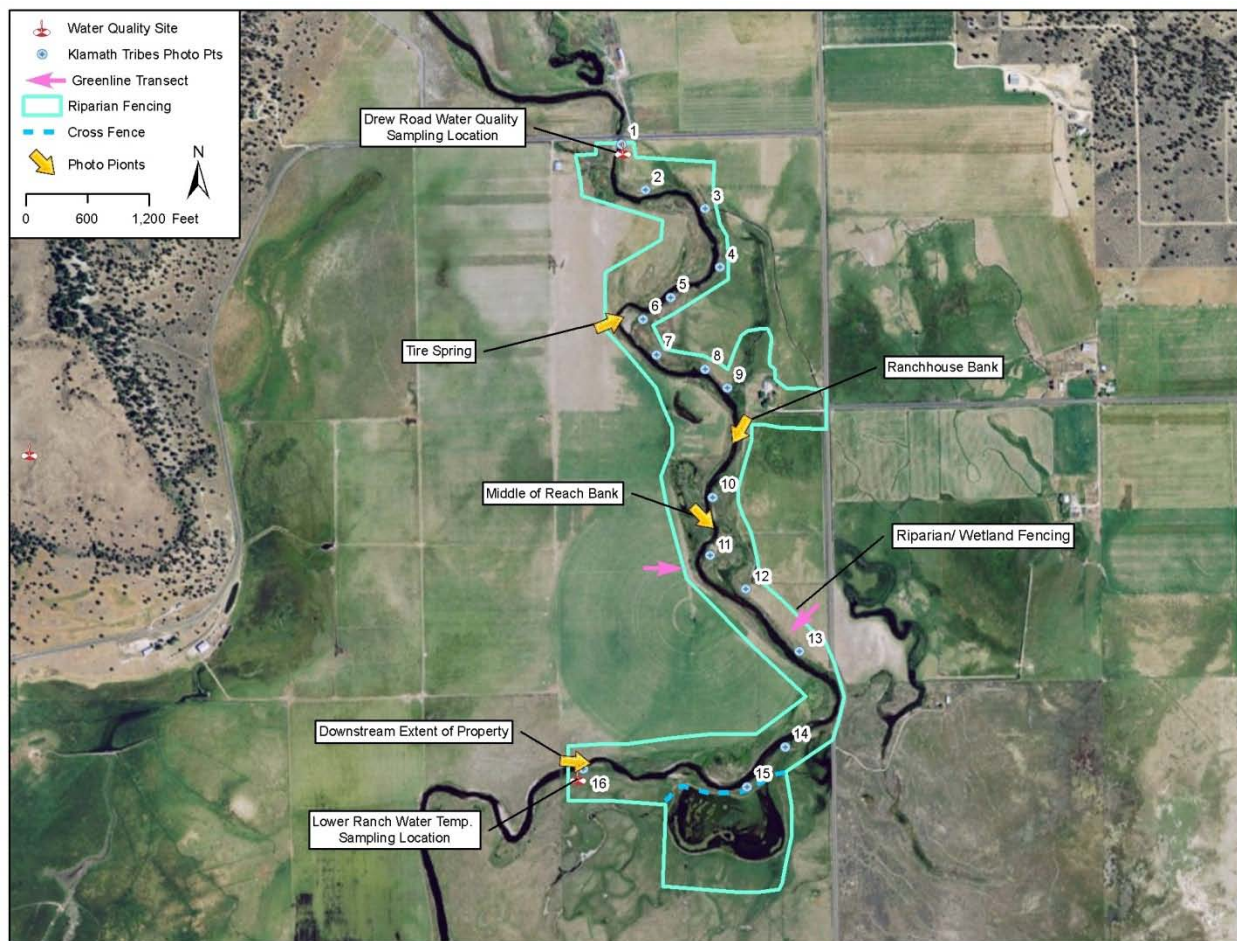 Water Quality Site
Klamath Tribes Photo Pts
Greenline Transect
Riparian Fencing
Cross Fence
Photo Pionts
N
0 600 1,200 Feet
Drew Road Water Quality
Sampling Location
1
2
3
4
5
6
Tire Spring
7
8
9
Ranchhouse Bank
10
Middle of Reach Bank
11
Riparian/ Wetland Fencing
12
13
Downstream Extent of Property
14
15
16
Lower Ranch Water Temp.
Sampling Location